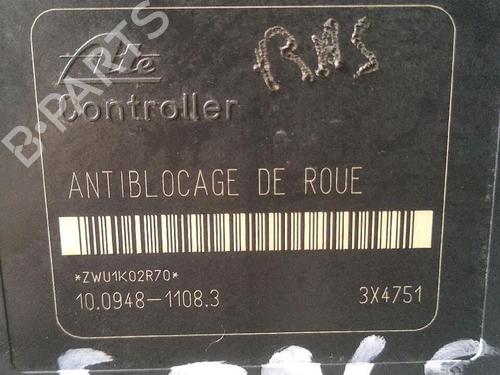 Ate
Controller
B-PARTS
ANTIBLOCAGE DE ROUE
*ZWU1K02R70*
10.0948-1108.3 3X4751